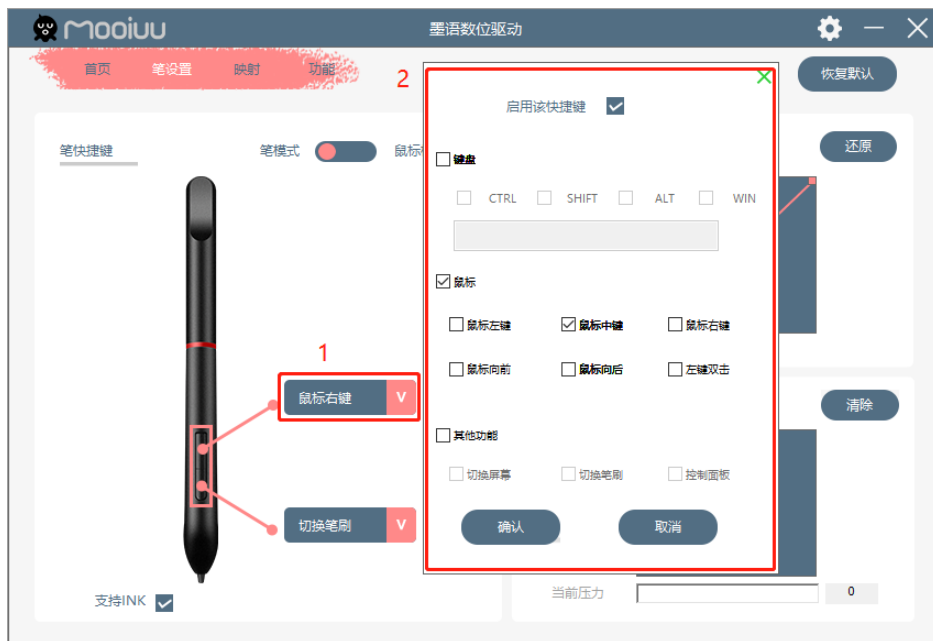 Mooiuu
墨语数位驱动
首页 笔设置 映射 功能
2
恢复默认
启用该快捷键
笔快捷键
笔模式
鼠标
还原
键盘
CTRL SHIFT ALT WIN
鼠标
鼠标左键 鼠标中键 鼠标右键
鼠标向前 鼠标向后 左键双击
1
鼠标右键 V
清除
其他功能
切换屏幕 切换笔刷 控制面板
切换笔刷 V
确认 取消
当前压力 0
支持INK